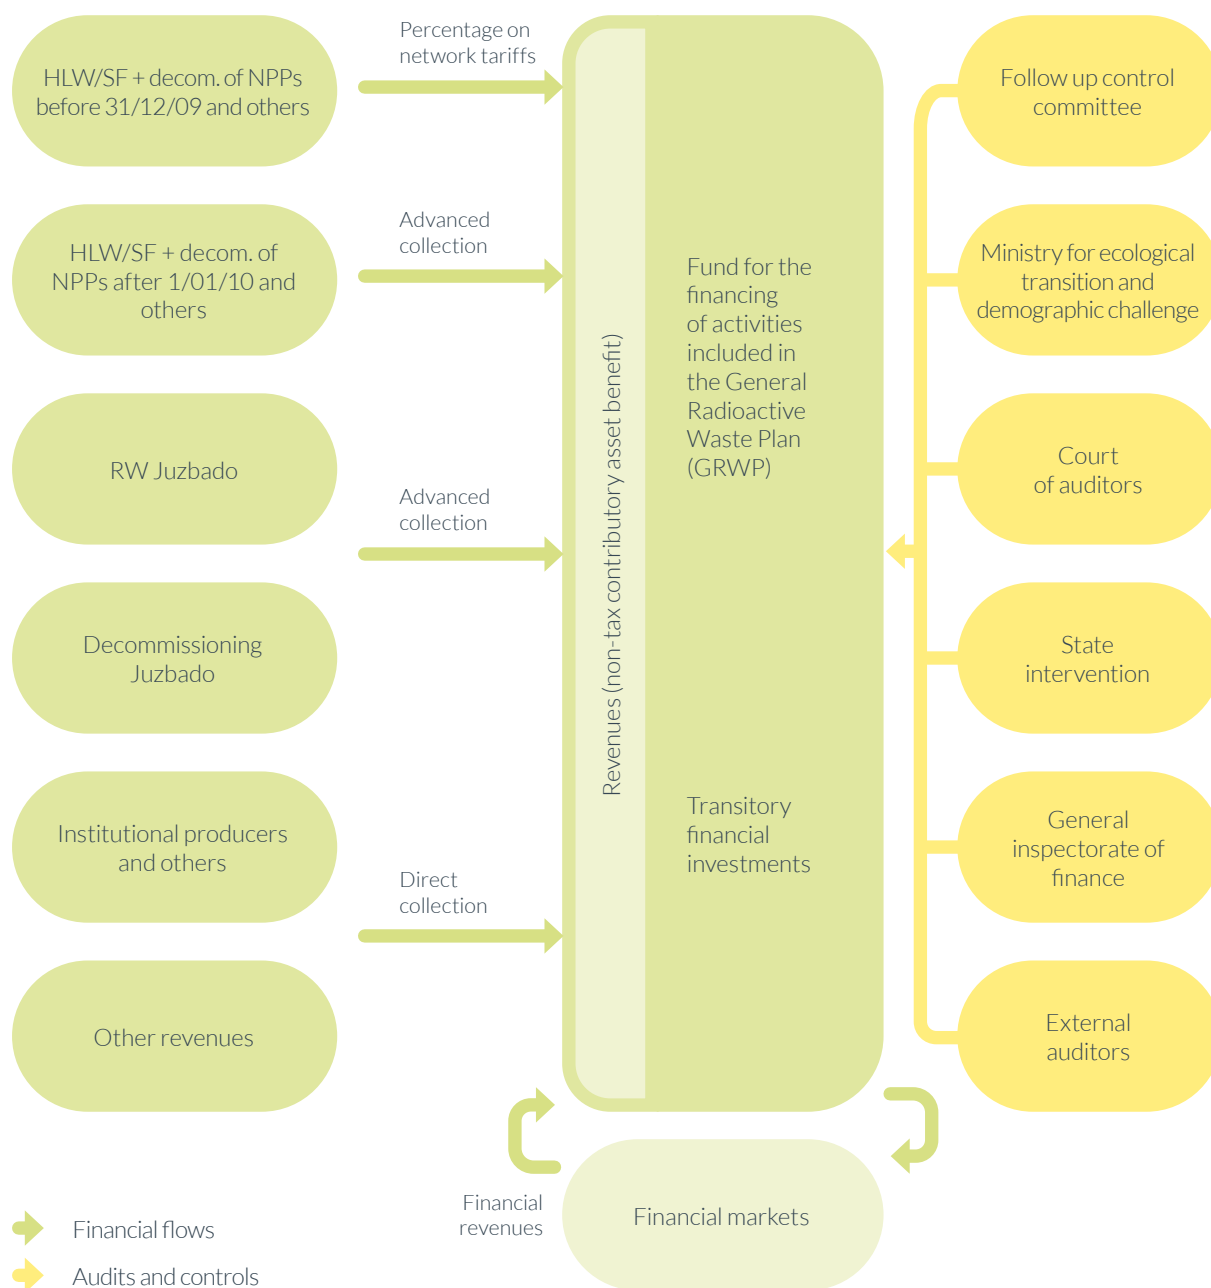 HLW/SF + decom. of NPPs
before 31/12/09 and others
HLW/SF + decom. of
NPPs after 1/01/10 and
others
RW Juzbado
Decommissioning
Juzbado
Institutional producers
and others
Other revenues
Percentage on
network tariffs
Advanced
collection
Advanced
collection
Direct
collection
Revenues (non-tax contributory asset benefit)
Fund for the
financing
of activities
included in
the General
Radioactive
Waste Plan
(GRWP)
Transitory
financial
investments
Follow up control
committee
Ministry for ecological
transition and
demographic challenge
Court
of auditors
State
intervention
General
inspectorate of
finance
External
auditors
Financial
revenues
Financial markets
Financial flows
Audits and controls